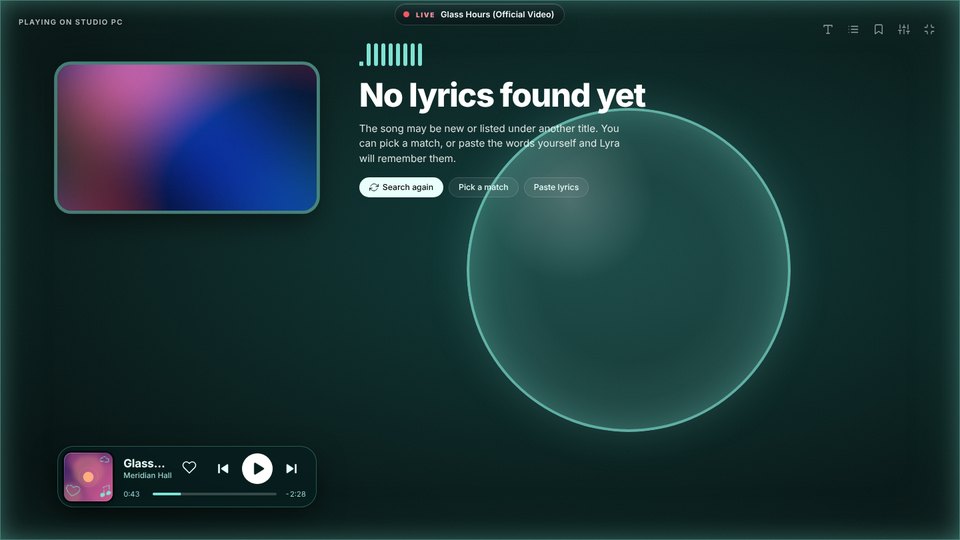 PLAYING ON STUDIO PC
LIVE Glass Hours (Official Video)
No lyrics found yet
The song may be new or listed under another title. You
can pick a match, or paste the words yourself and Lyra
will remember them.
Search again
Pick a match
Paste lyrics
Glass...
Meridian Hall
0:43
-2:28